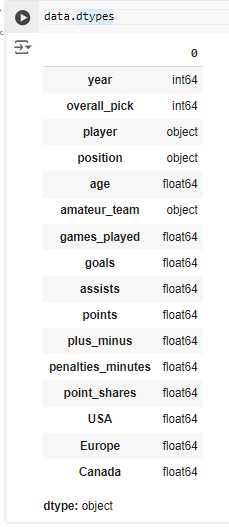 data.dtypes
0
year int64
overall_pick int64
player object
position object
age float64
amateur_team object
games_played float64
goals float64
assists float64
points float64
plus_minus float64
penalties_minutes float64
point_shares float64
USA float64
Europe float64
Canada float64
dtype: object